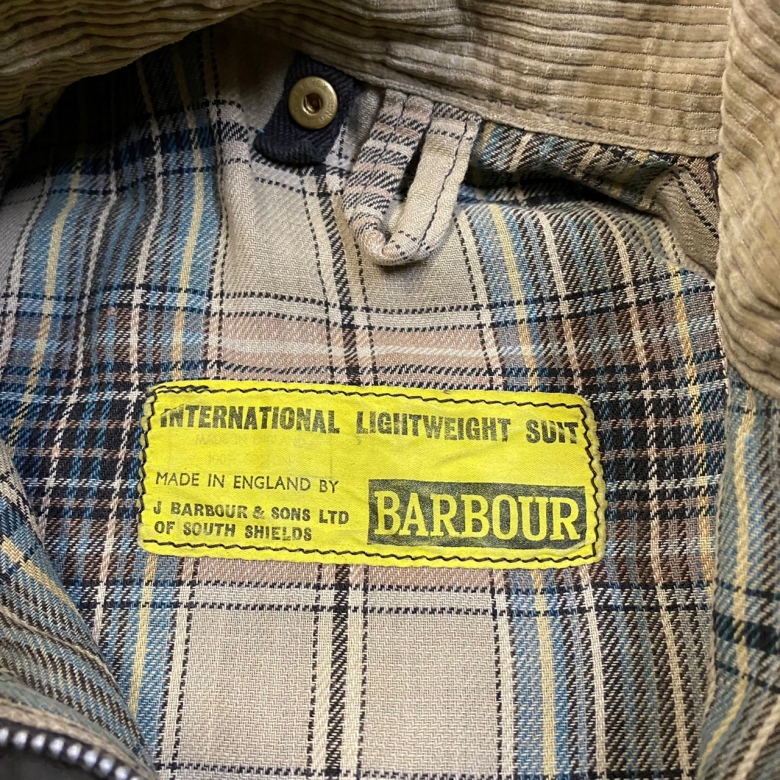 INTERNATIONAL LIGHTWEIGHT SUIT
MADE IN ENGLAND BY
J BARBOUR & SONS LTD
OF SOUTH SHIELDS
BARBOUR